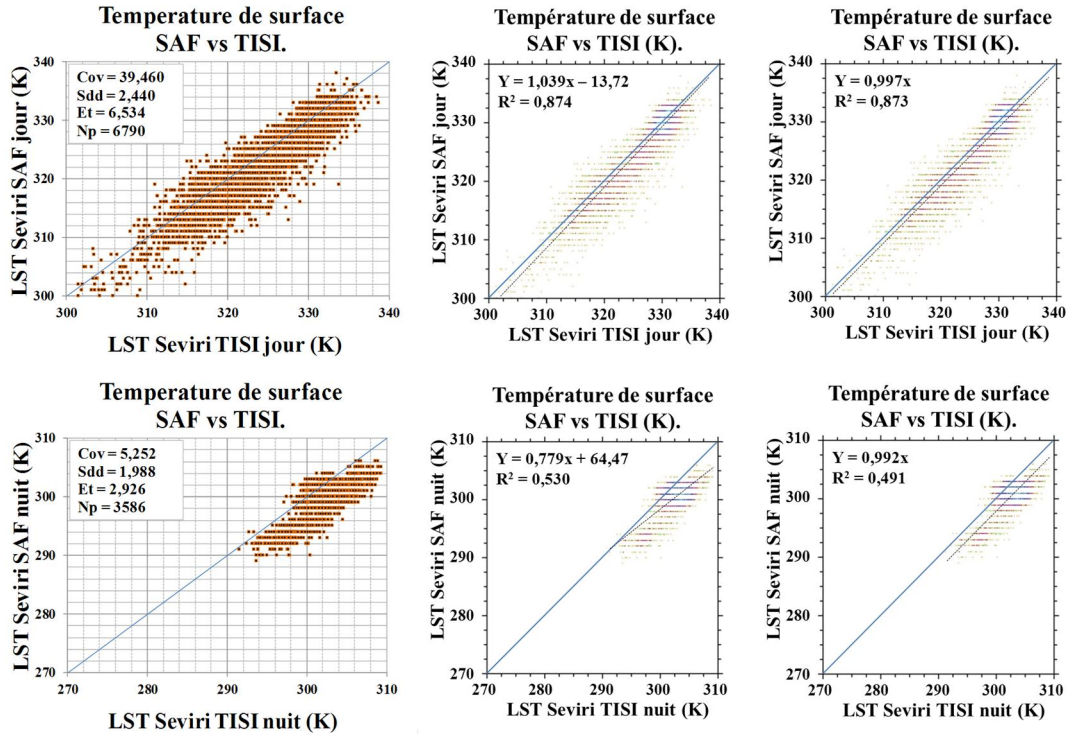 Temperature de surface
SAF vs TISI.
LST Seviri SAF jour (K)
340
330
320
310
300
Cov = 39,460
Sdd = 2,440
Et = 6,534
Np = 6790
300
310
320
330
340
LST Seviri TISI jour (K)
Température de surface
SAF vs TISI (K).
LST Seviri SAF jour (K)
340
330
320
310
300
Y = 1,039x – 13,72
R² = 0,874
300
310
320
330
340
LST Seviri TISI jour (K)
Température de surface
SAF vs TISI (K).
LST Seviri SAF jour (K)
340
330
320
310
300
Y = 0,997x
R² = 0,873
300
310
320
330
340
LST Seviri TISI jour (K)
Temperature de surface
SAF vs TISI.
LST Seviri SAF nuit (K)
310
300
290
280
270
Cov = 5,252
Sdd = 1,988
Et = 2,926
Np = 3586
270
280
290
300
310
LST Seviri TISI nuit (K)
Température de surface
SAF vs TISI (K).
LST Seviri SAF nuit (K)
310
300
290
280
270
Y = 0,779x + 64,47
R² = 0,530
270
280
290
300
310
LST Seviri TISI nuit (K)
Température de surface
SAF vs TISI (K).
LST Seviri SAF nuit (K)
310
300
290
280
270
Y = 0,992x
R² = 0,491
270
280
290
300
310
LST Seviri TISI nuit (K)